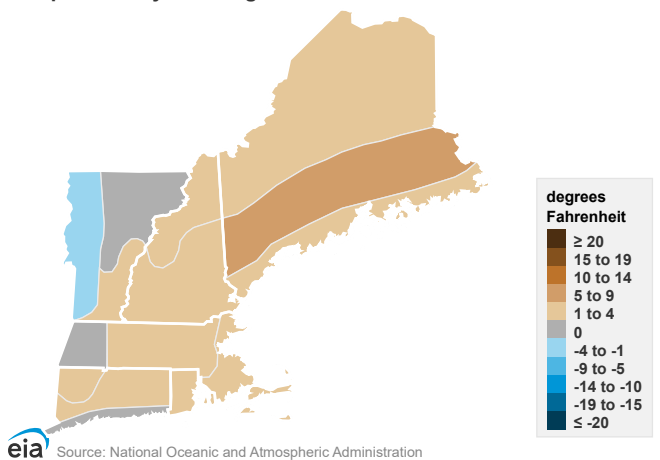 degrees
Fahrenheit
≥ 20
15 to 19
10 to 14
5 to 9
1 to 4
0
-4 to -1
-9 to -5
-14 to -10
-19 to -15
≤ -20
eia
Source: National Oceanic and Atmospheric Administration